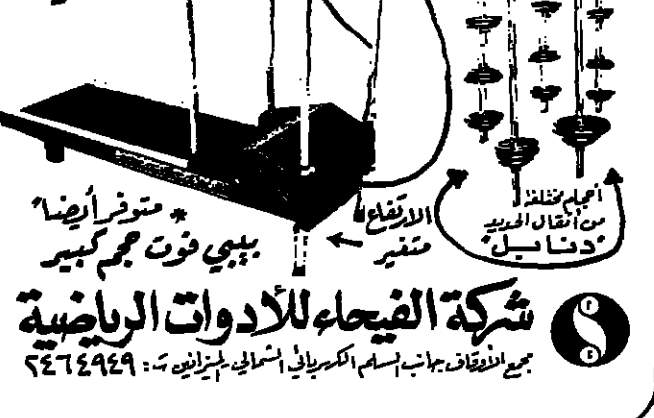 أحجام مختلفة
من أثقال الحديد
"دنابل"
الارتفاع
متغير
* متوفر أيضاً
بيبي فوت حجم كبير
شركة الفيحاء للأدوات الرياضية
مجمع الأوقاف جانب السلم الكهربائي الشمالي ميزانين ت: ٢٤٦٤٩٤٩